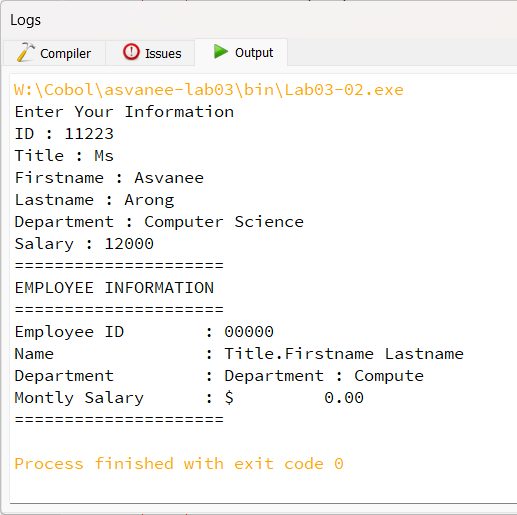 Logs
Compiler Issues Output
W:\Cobol\asvanee-lab03\bin\Lab03-02.exe
Enter Your Information
ID : 11223
Title : Ms
Firstname : Asvanee
Lastname : Arong
Department : Computer Science
Salary : 12000
=====================
EMPLOYEE INFORMATION
=====================
Employee ID        : 00000
Name               : Title.Firstname Lastname
Department         : Department : Compute
Montly Salary      : $         0.00
=====================
Process finished with exit code 0